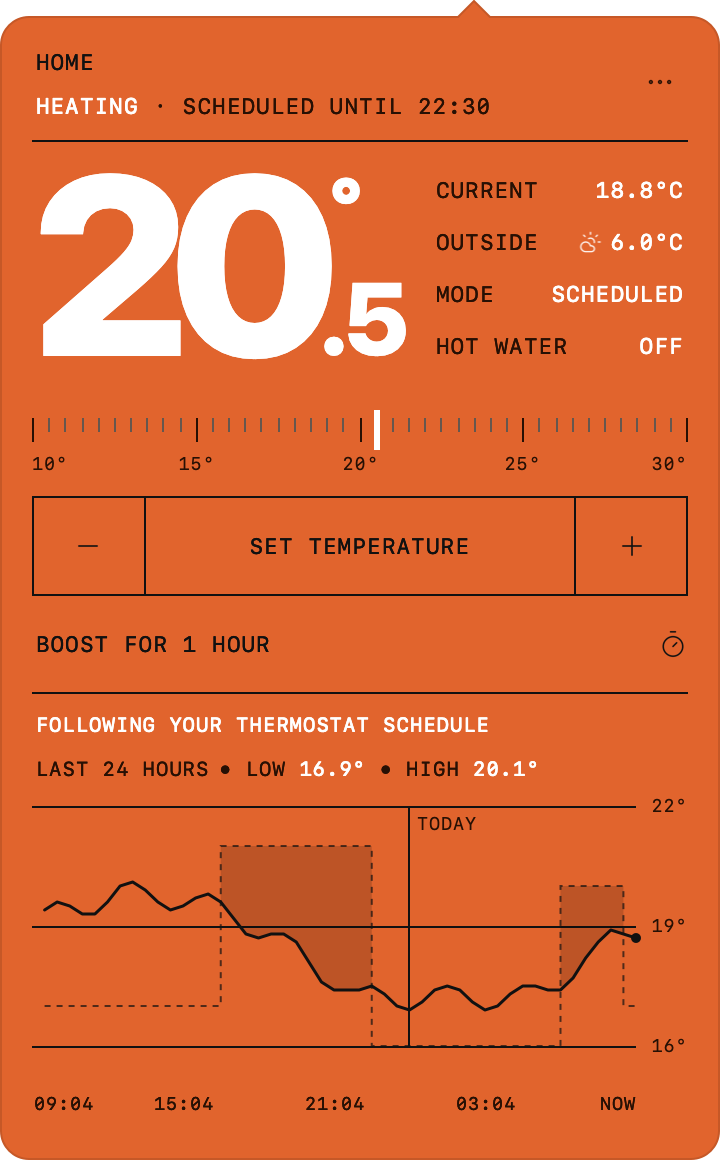 HOME
...
HEATING · SCHEDULED UNTIL 22:30
20°.5
CURRENT 18.8°C
OUTSIDE 6.0°C
MODE SCHEDULED
HOT WATER OFF
10° 15° 20° 25° 30°
— SET TEMPERATURE +
BOOST FOR 1 HOUR
FOLLOWING YOUR THERMOSTAT SCHEDULE
LAST 24 HOURS • LOW 16.9° • HIGH 20.1°
22°
TODAY
19°
16°
09:04 15:04 21:04 03:04 NOW